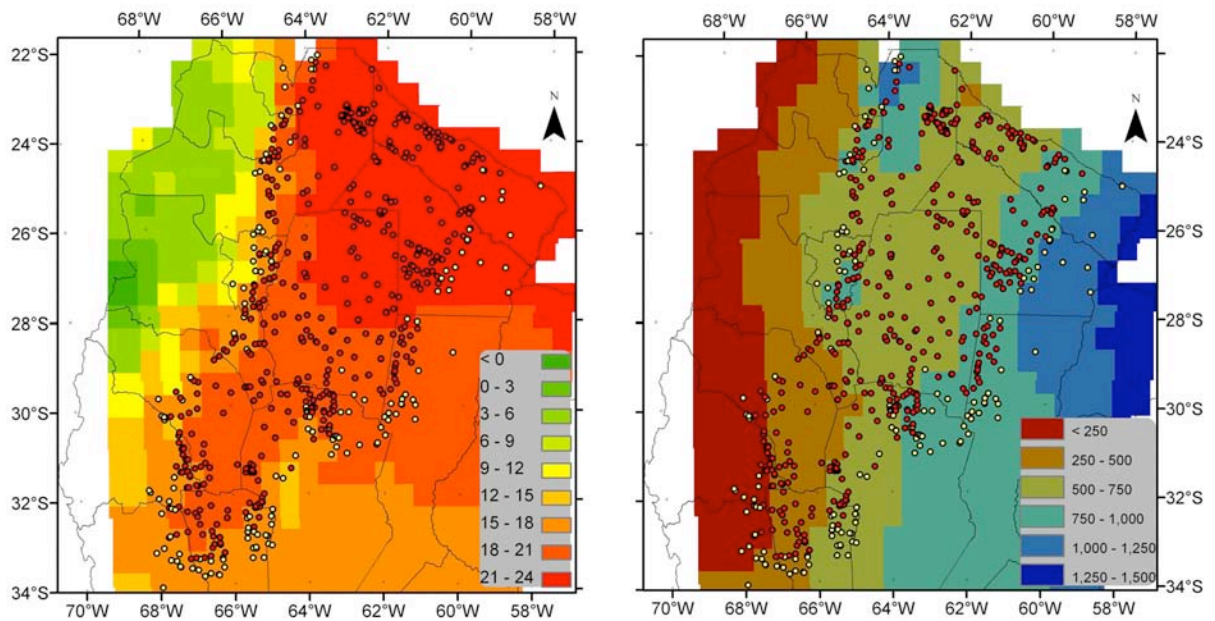 68°W 66°W 64°W 62°W 60°W 58°W
22°S
24°S
26°S
28°S
30°S
32°S
34°S
N
< 0
0 - 3
3 - 6
6 - 9
9 - 12
12 - 15
15 - 18
18 - 21
21 - 24
70°W 68°W 66°W 64°W 62°W 60°W 58°W
68°W 66°W 64°W 62°W 60°W 58°W
N
24°S
26°S
28°S
30°S
32°S
34°S
< 250
250 - 500
500 - 750
750 - 1,000
1,000 - 1,250
1,250 - 1,500
70°W 68°W 66°W 64°W 62°W 60°W 58°W